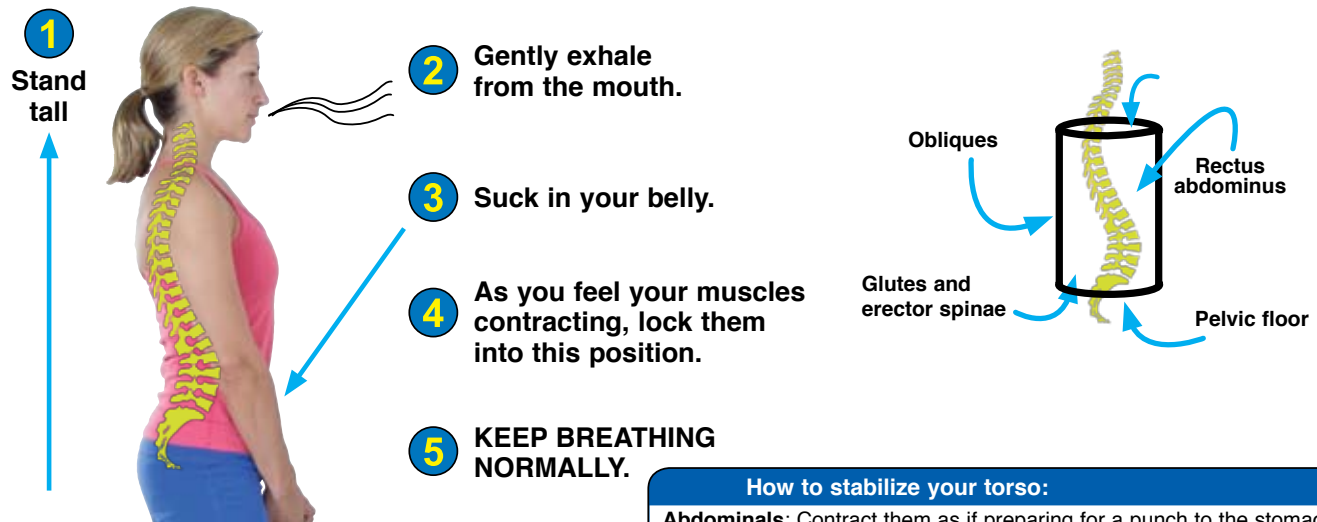 1
Stand
tall
2
Gently exhale
from the mouth.
3
Suck in your belly.
4
As you feel your muscles
contracting, lock them
into this position.
5
KEEP BREATHING
NORMALLY.
Obliques
Rectus
abdominus
Glutes and
erector spinae
Pelvic floor
How to stabilize your torso:
Abdominals: Contract them as if preparing for a punch to the